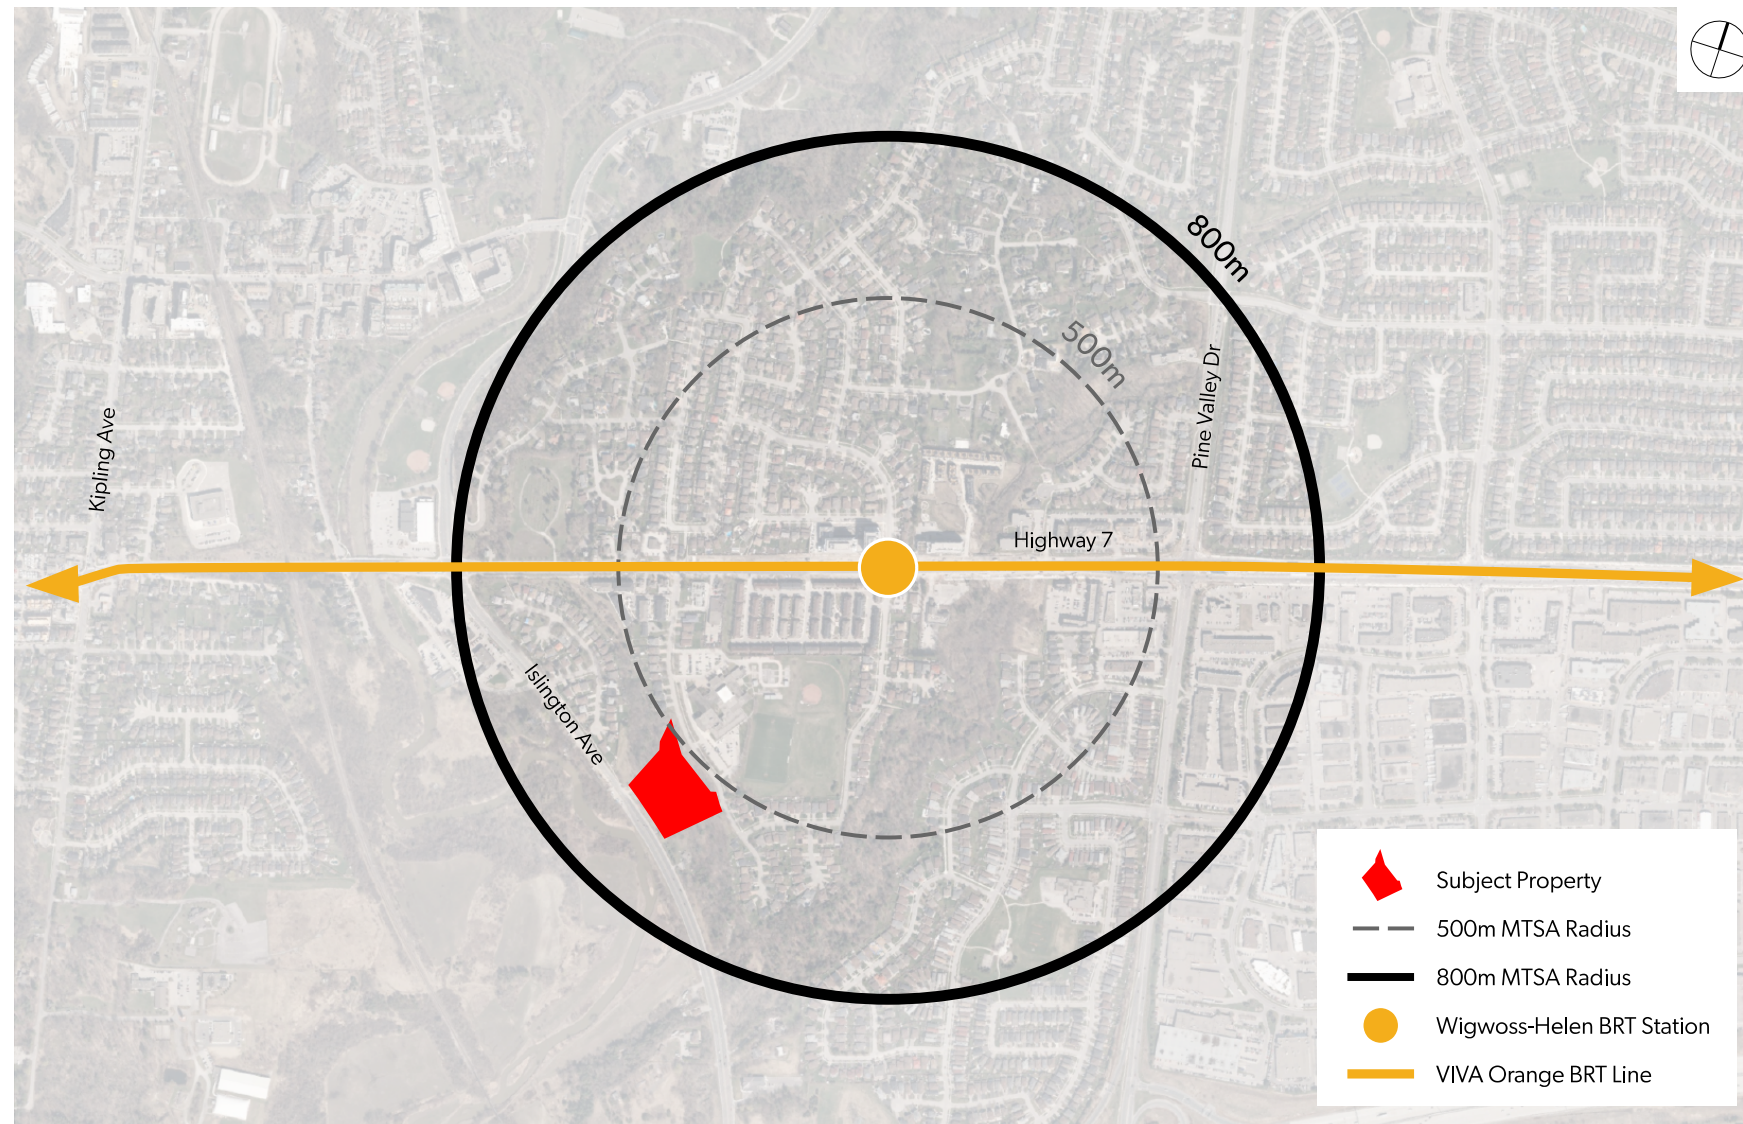 800m
500m
Pine Valley Dr
Kipling Ave
Highway 7
Islington Ave
Subject Property
500m MTSA Radius
800m MTSA Radius
Wigwoss-Helen BRT Station
VIVA Orange BRT Line